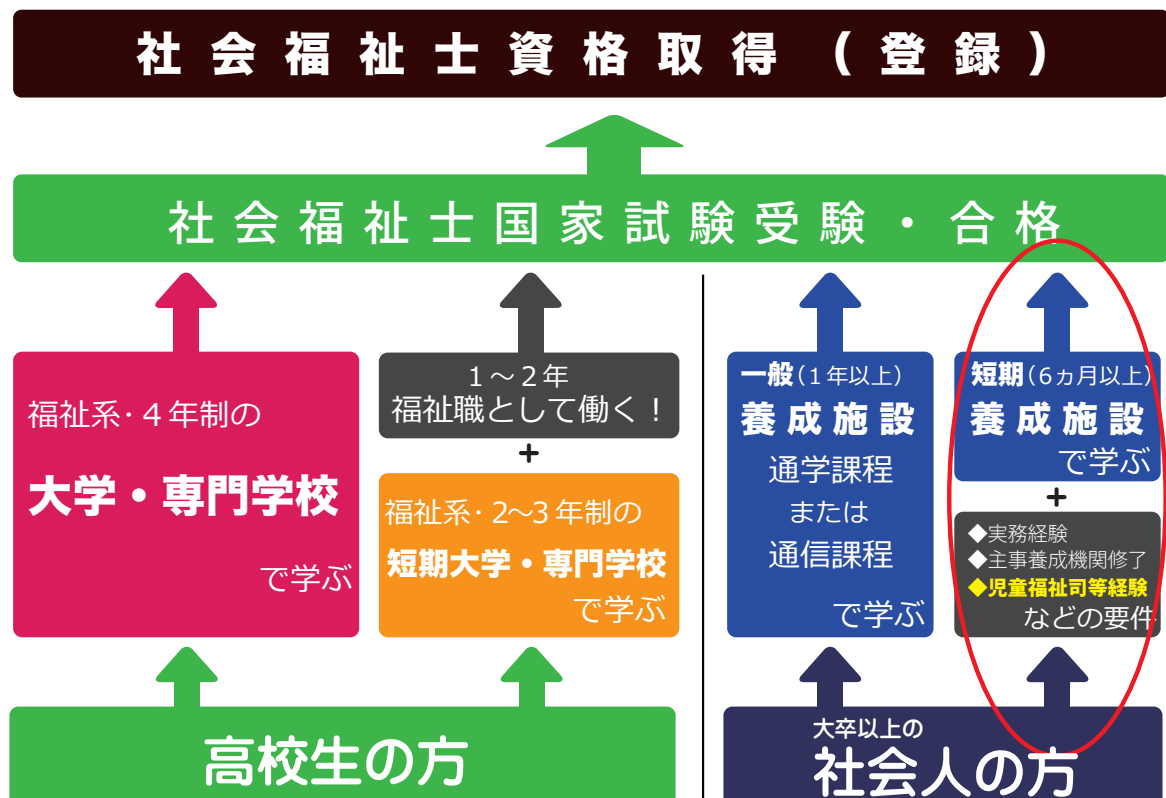 社会福祉士資格取得（登録）
社会福祉士国家試験受験・合格
福祉系・４年制の
大学・専門学校
で学ぶ
１～２年
福祉職として働く！
+
福祉系・2～3年制の
短期大学・専門学校
で学ぶ
一般（１年以上）
養成施設
通学課程
または
通信課程
で学ぶ
短期（6ヵ月以上）
養成施設
で学ぶ
+
◆実務経験
◆主事養成機関修了
◆児童福祉司等経験
などの要件
高校生の方
大卒以上の
社会人の方